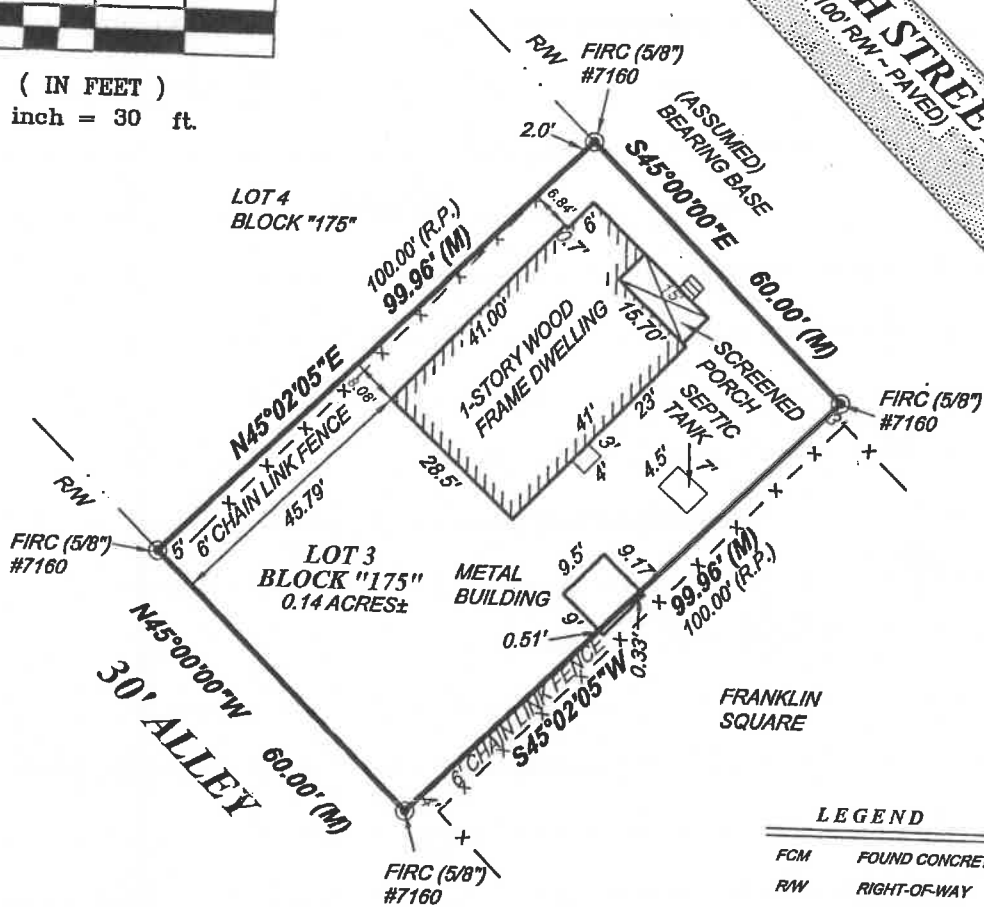 ( IN FEET )
inch = 30 ft.
H STREE
100' R/W ~ PAVED)
R/W
FIRC (5/8")
#7160
2.0'
(ASSUMED)
BEARING BASE
S45°00'00"E
60.00' (M)
LOT 4
BLOCK "175"
100.00' (R.P.)
99.96' (M)
N45°02'05"E
6.84'
6'
0.7'
41.00'
1-STORY WOOD
FRAME DWELLING
15.70'
SCREENED
PORCH
SEPTIC
TANK
23'
41'
3'
4'
4.5'
7'
FIRC (5/8")
#7160
28.5'
6' CHAIN LINK FENCE
45.79'
5'
R/W
FIRC (5/8")
#7160
LOT 3
BLOCK "175"
0.14 ACRES±
METAL
BUILDING
9.5'
9.17'
9'
0.51'
0.33'
99.96' (M)
100.00' (R.P.)
S45°02'05"W
6' CHAIN LINK FENCE
FRANKLIN
SQUARE
N45°00'00"W
60.00' (M)
30' ALLEY
FIRC (5/8")
#7160
LEGEND
FCM FOUND CONCRET
R/W RIGHT-OF-WAY